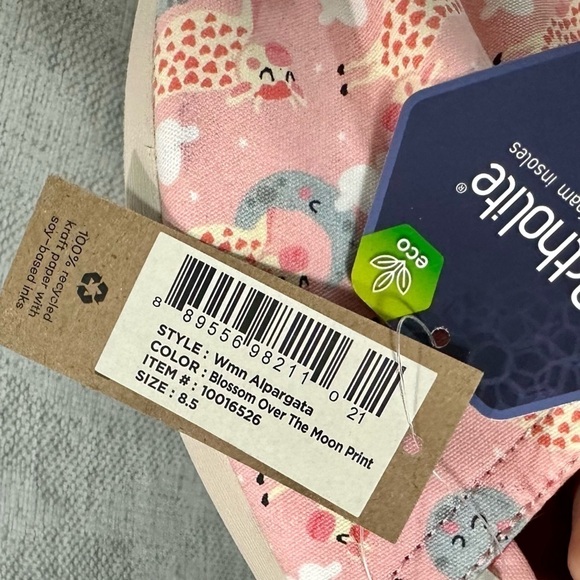 100% recycled
kraft paper with
soy-based inks
8 89556 98211 0 21
STYLE : Wmn Alpargata
COLOR : Blossom Over The Moon Print
ITEM # : 10016526
SIZE : 8.5
eco
®
Insoles